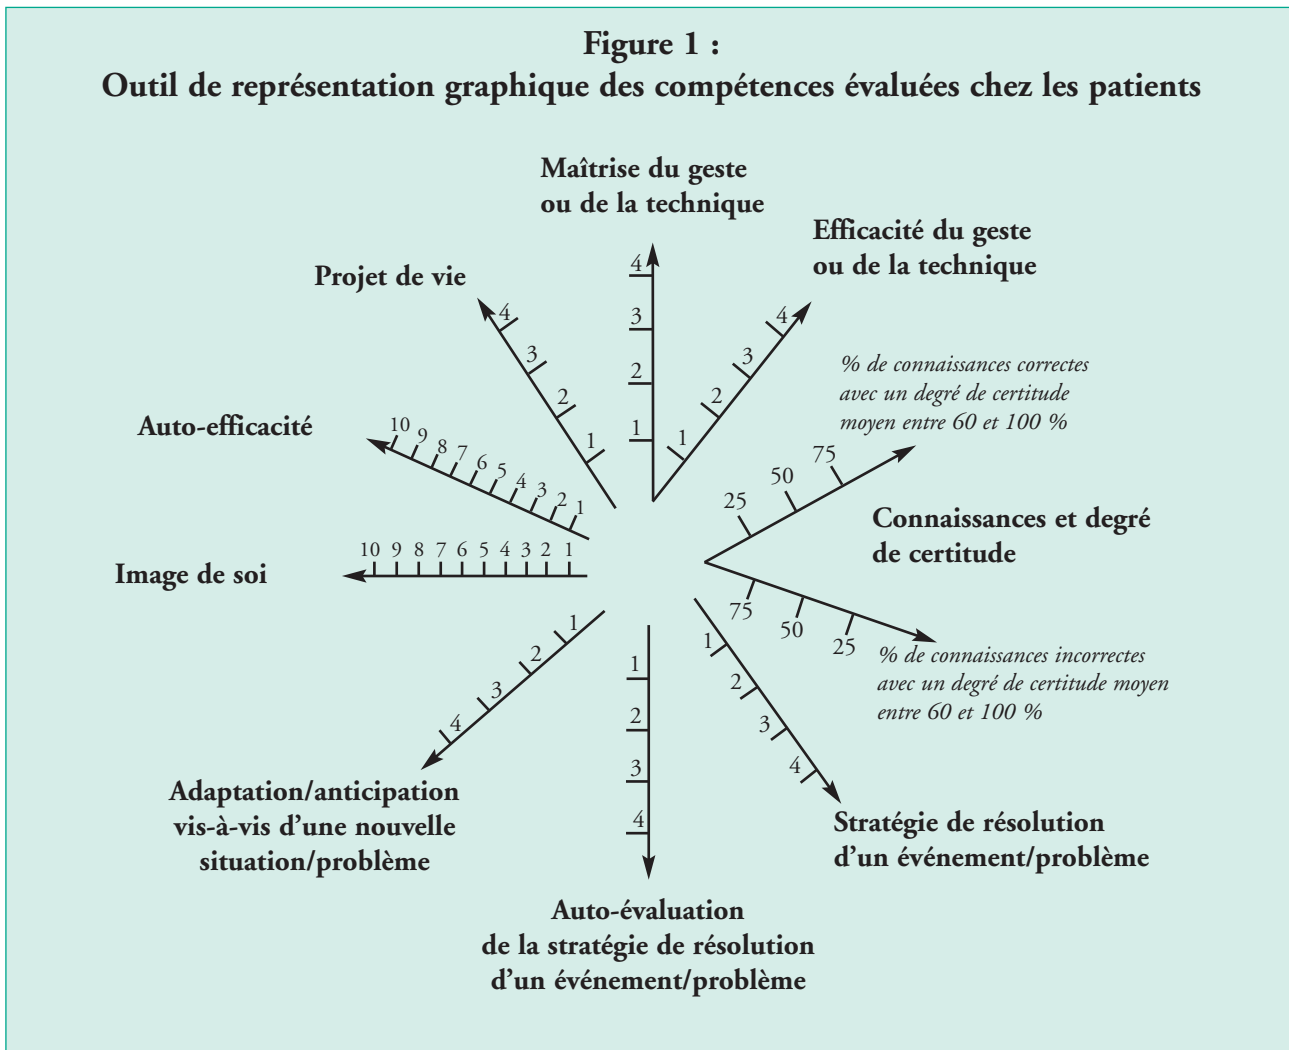 Figure 1 :
Outil de représentation graphique des compétences évaluées chez les patients
Maîtrise du geste
ou de la technique
4
3
2
1
Efficacité du geste
ou de la technique
4
3
2
1
% de connaissances correctes
avec un degré de certitude
moyen entre 60 et 100 %
25
50
75
Connaissances et degré
de certitude
75
50
25
% de connaissances incorrectes
avec un degré de certitude moyen
entre 60 et 100 %
1
2
3
4
Stratégie de résolution
d’un événement/problème
1
2
3
4
Auto-évaluation
de la stratégie de résolution
d’un événement/problème
1
2
3
4
Adaptation/anticipation
vis-à-vis d’une nouvelle
situation/problème
Image de soi
10 9 8 7 6 5 4 3 2 1
Auto-efficacité
10 9 8 7 6 5 4 3 2 1
Projet de vie
4
3
2
1